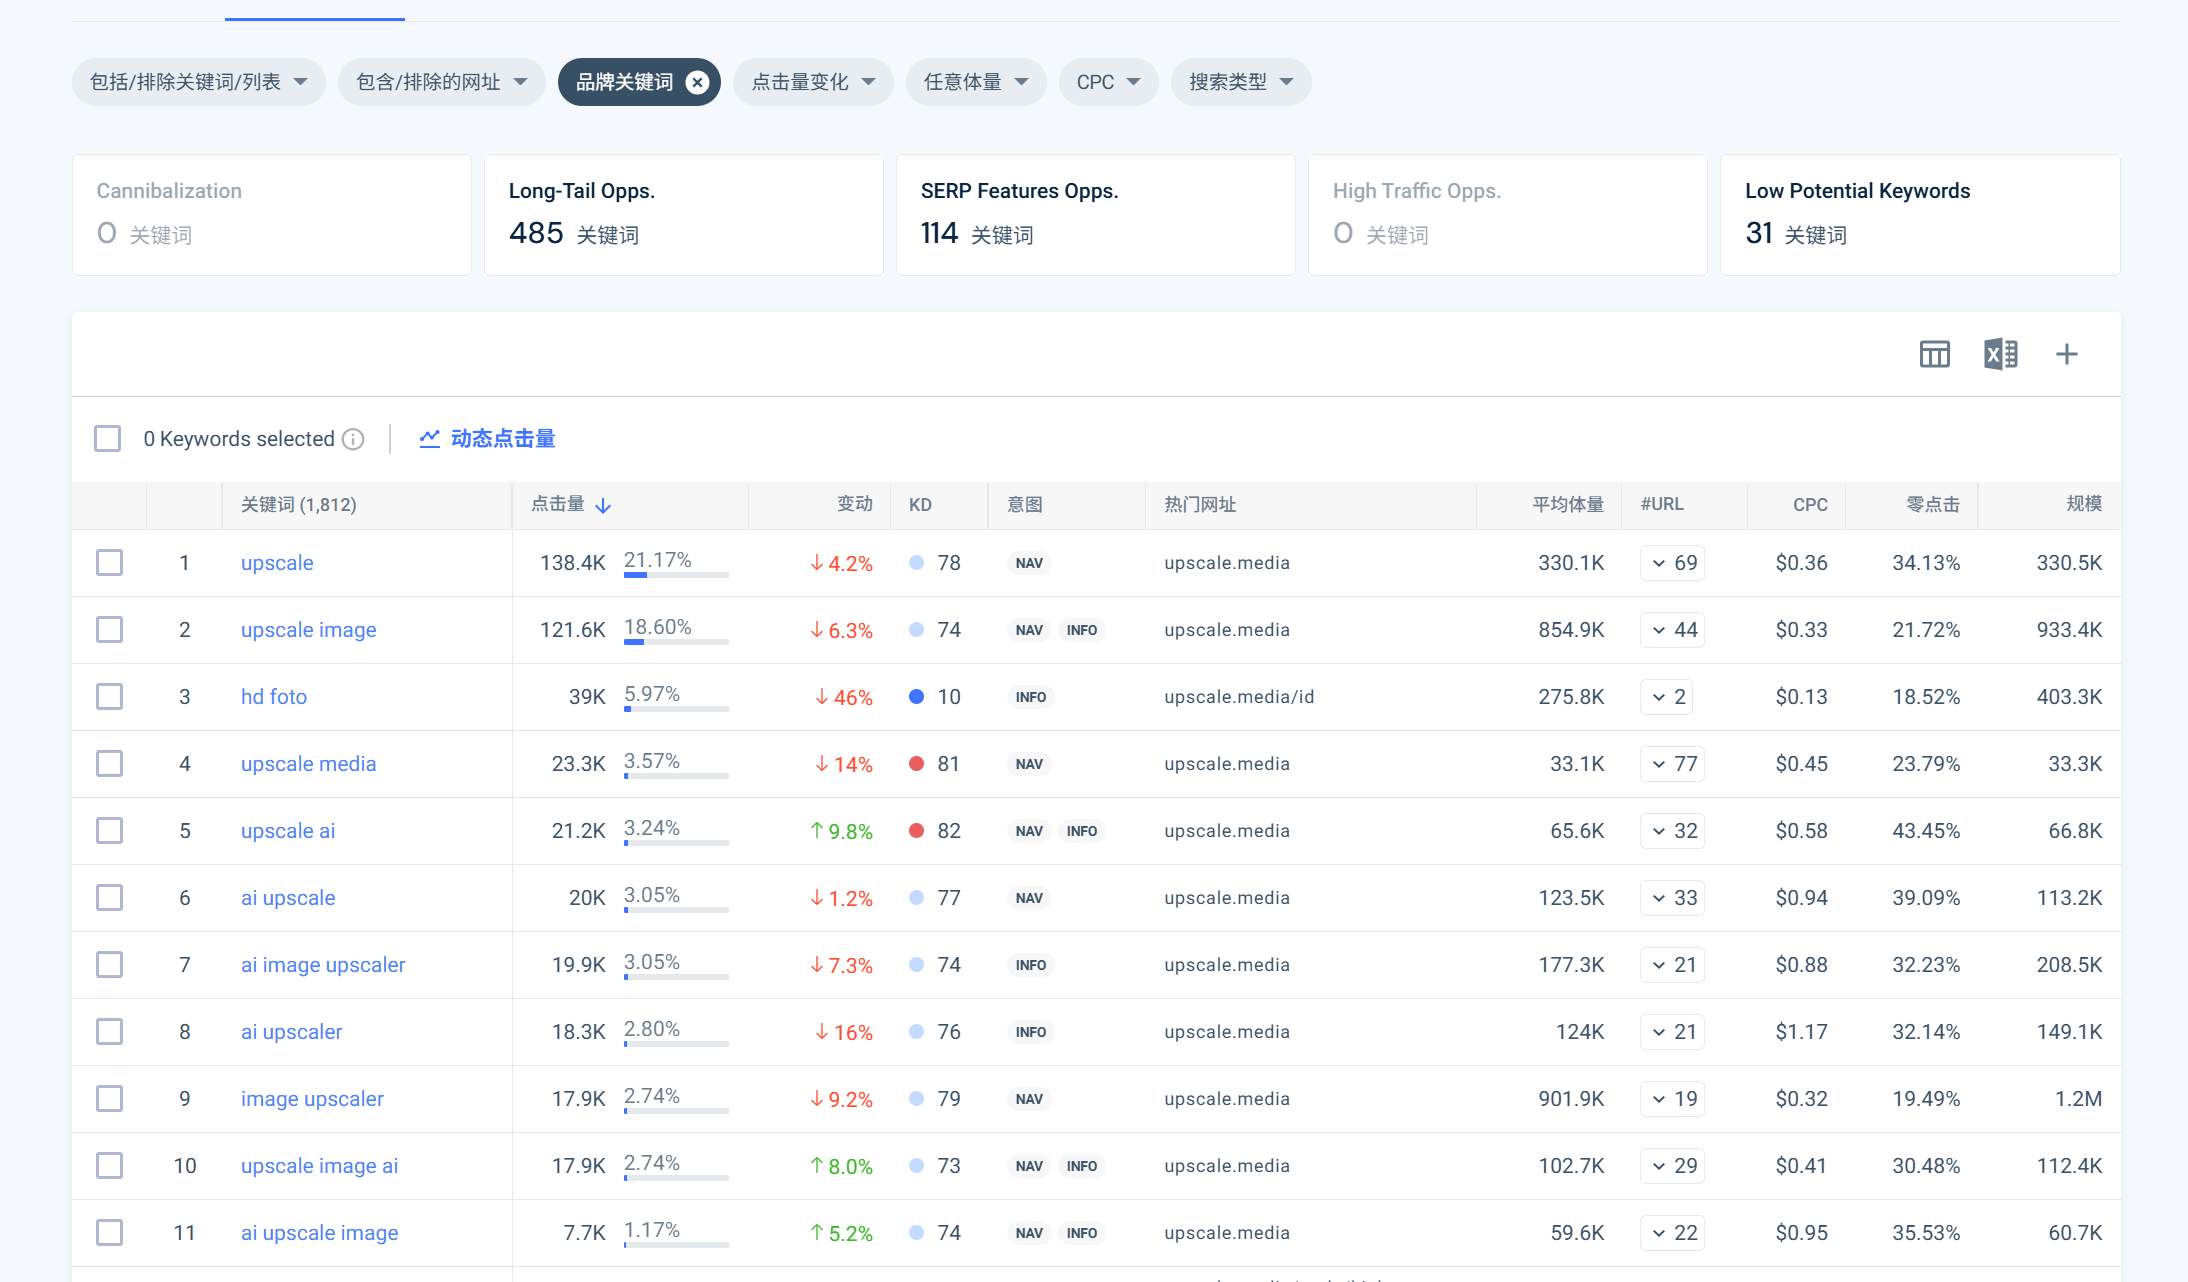 包括/排除关键词/列表 包含/排除的网址 品牌关键词 点击量变化 任意体量 CPC 搜索类型
Cannibalization Long-Tail Opps. SERP Features Opps. High Traffic Opps. Low Potential Keywords
0 关键词 485 关键词 114 关键词 0 关键词 31 关键词
0 Keywords selected 动态点击量
关键词 (1,812) 点击量 变动 KD 意图 热门网址 平均体量 #URL CPC 零点击 规模
1 upscale 138.4K 21.17% ↓ 4.2% 78 NAV upscale.media 330.1K 69 $0.36 34.13% 330.5K
2 upscale image 121.6K 18.60% ↓ 6.3% 74 NAV INFO upscale.media 854.9K 44 $0.33 21.72% 933.4K
3 hd foto 39K 5.97% ↓ 46% 10 INFO upscale.media/id 275.8K 2 $0.13 18.52% 403.3K
4 upscale media 23.3K 3.57% ↓ 14% 81 NAV upscale.media 33.1K 77 $0.45 23.79% 33.3K
5 upscale ai 21.2K 3.24% ↑ 9.8% 82 NAV INFO upscale.media 65.6K 32 $0.58 43.45% 66.8K
6 ai upscale 20K 3.05% ↓ 1.2% 77 NAV upscale.media 123.5K 33 $0.94 39.09% 113.2K
7 ai image upscaler 19.9K 3.05% ↓ 7.3% 74 INFO upscale.media 177.3K 21 $0.88 32.23% 208.5K
8 ai upscaler 18.3K 2.80% ↓ 16% 76 INFO upscale.media 124K 21 $1.17 32.14% 149.1K
9 image upscaler 17.9K 2.74% ↓ 9.2% 79 NAV upscale.media 901.9K 19 $0.32 19.49% 1.2M
10 upscale image ai 17.9K 2.74% ↑ 8.0% 73 NAV INFO upscale.media 102.7K 29 $0.41 30.48% 112.4K
11 ai upscale image 7.7K 1.17% ↑ 5.2% 74 NAV INFO upscale.media 59.6K 22 $0.95 35.53% 60.7K